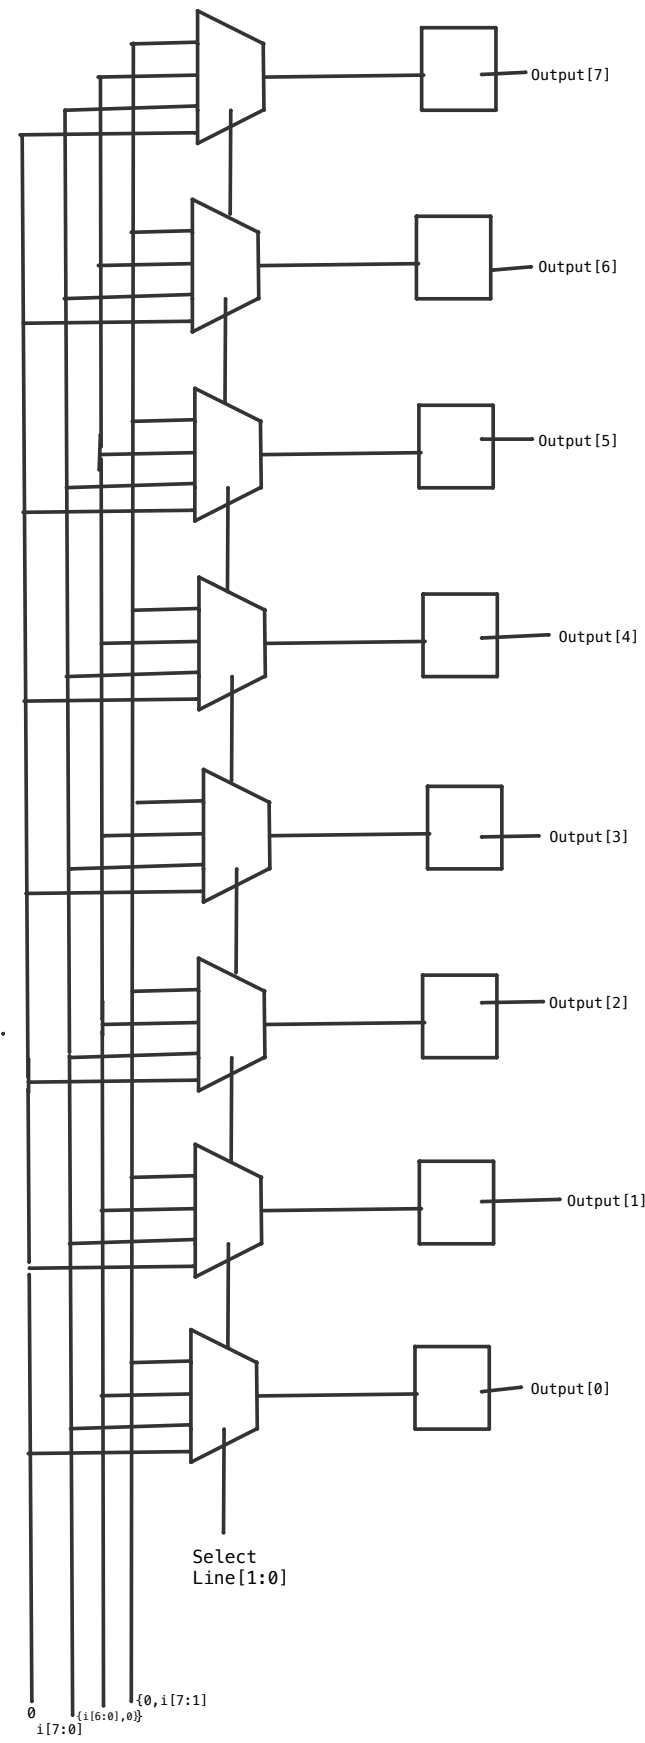 Output[7]
Output[6]
Output[5]
Output[4]
Output[3]
Output[2]
Output[1]
Output[0]
Select
Line[1:0]
{0,i[7:1]
{i[6:0],0}}
0
i[7:0]